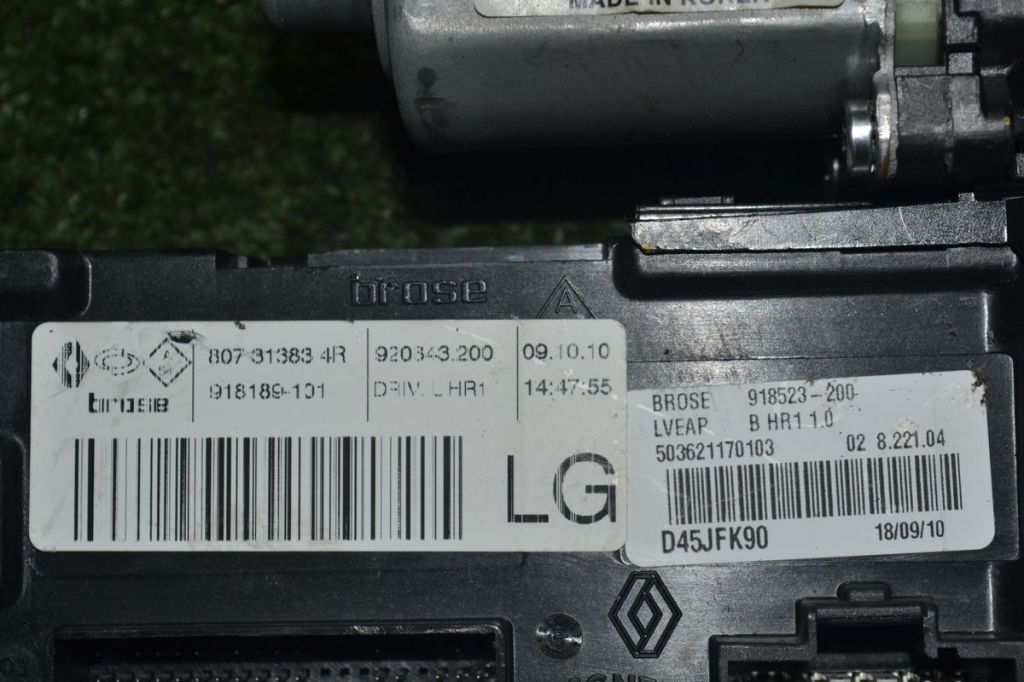 MADE IN KOREA
brose
A
807 31383 4R
920643.200
09.10.10
918189-101
DRIV. L HR1
14:47:55
brose
LG
BROSE 918523-200
LVEAP B HR1 1.0
503621170103 02 8.221.04
D45JFK90 18/09/10